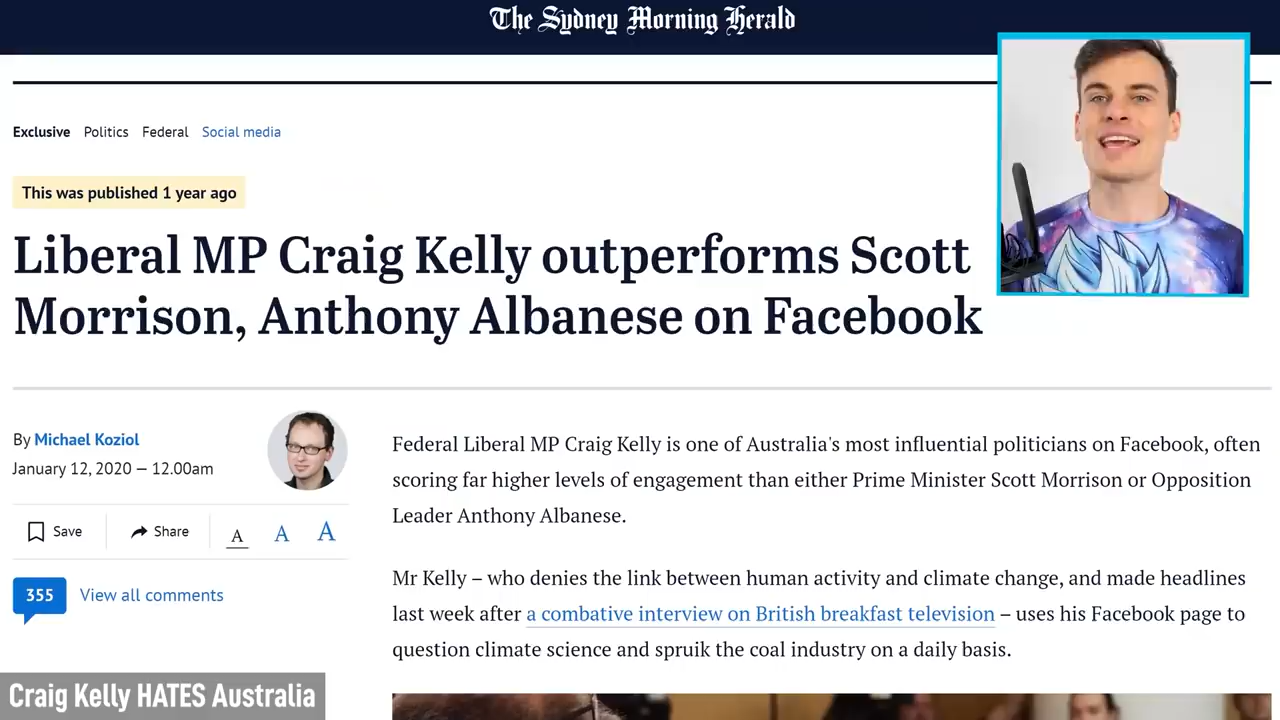 The Sydney Morning Herald
Exclusive Politics Federal Social media
This was published 1 year ago
Liberal MP Craig Kelly outperforms Scott
Morrison, Anthony Albanese on Facebook
By Michael Koziol
January 12, 2020 — 12.00am
Save Share A A A
355 View all comments
Federal Liberal MP Craig Kelly is one of Australia's most influential politicians on Facebook, often
scoring far higher levels of engagement than either Prime Minister Scott Morrison or Opposition
Leader Anthony Albanese.
Mr Kelly – who denies the link between human activity and climate change, and made headlines
last week after a combative interview on British breakfast television – uses his Facebook page to
question climate science and spruik the coal industry on a daily basis.
Craig Kelly HATES Australia